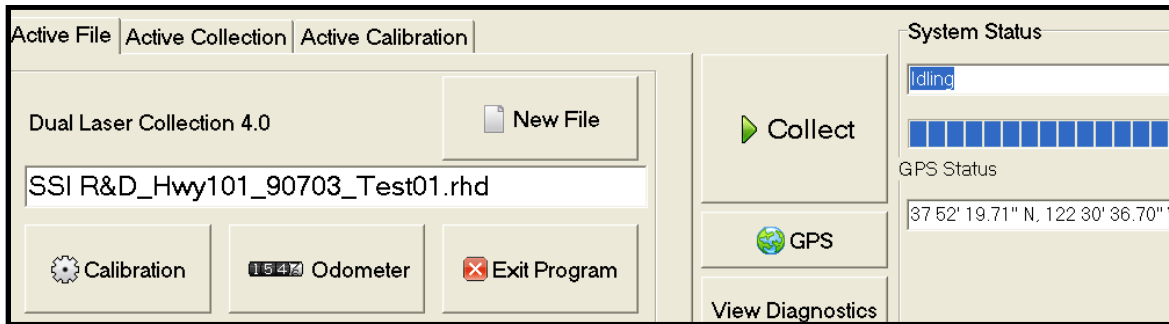 Active File Active Collection Active Calibration
System Status
Idling
Dual Laser Collection 4.0
New File
Collect
GPS Status
SSI R&D_Hwy101_90703_Test01.rhd
37 52' 19.71" N, 122 30' 36.70"
GPS
Calibration
Odometer
Exit Program
View Diagnostics